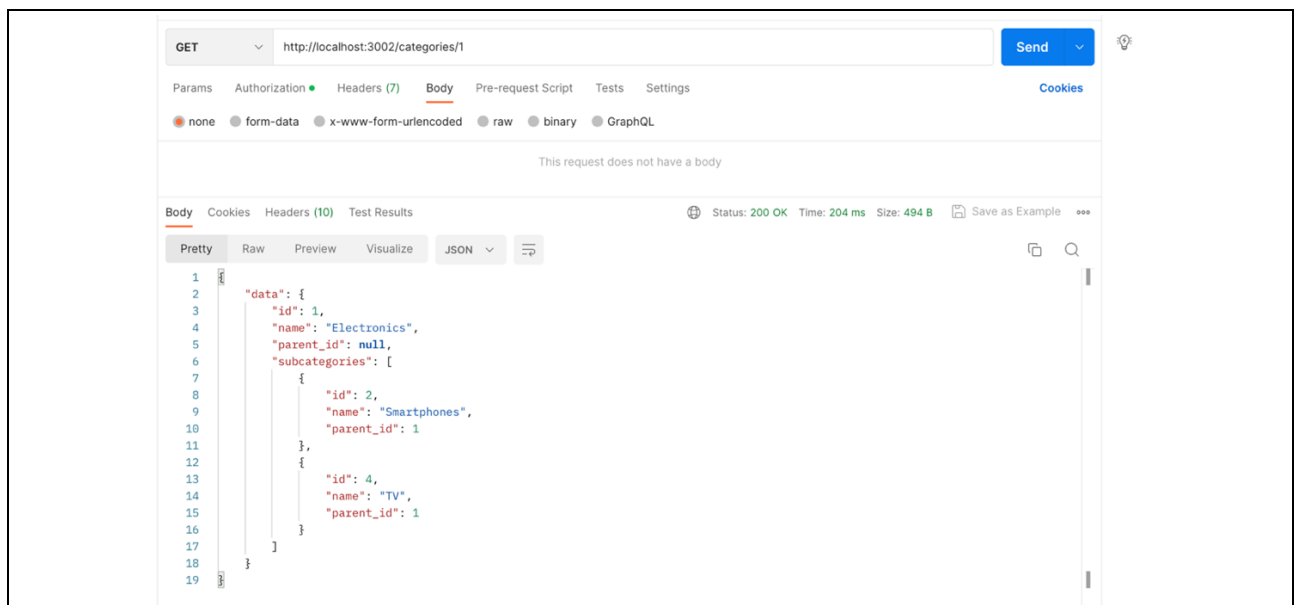 GET http://localhost:3002/categories/1 Send
Params Authorization Headers (7) Body Pre-request Script Tests Settings Cookies
none form-data x-www-form-urlencoded raw binary GraphQL
This request does not have a body
Body Cookies Headers (10) Test Results Status: 200 OK Time: 204 ms Size: 494 B Save as Example
Pretty Raw Preview Visualize JSON
1 {
2 "data": {
3 "id": 1,
4 "name": "Electronics",
5 "parent_id": null,
6 "subcategories": [
7 {
8 "id": 2,
9 "name": "Smartphones",
10 "parent_id": 1
11 },
12 {
13 "id": 4,
14 "name": "TV",
15 "parent_id": 1
16 }
17 ]
18 }
19 }